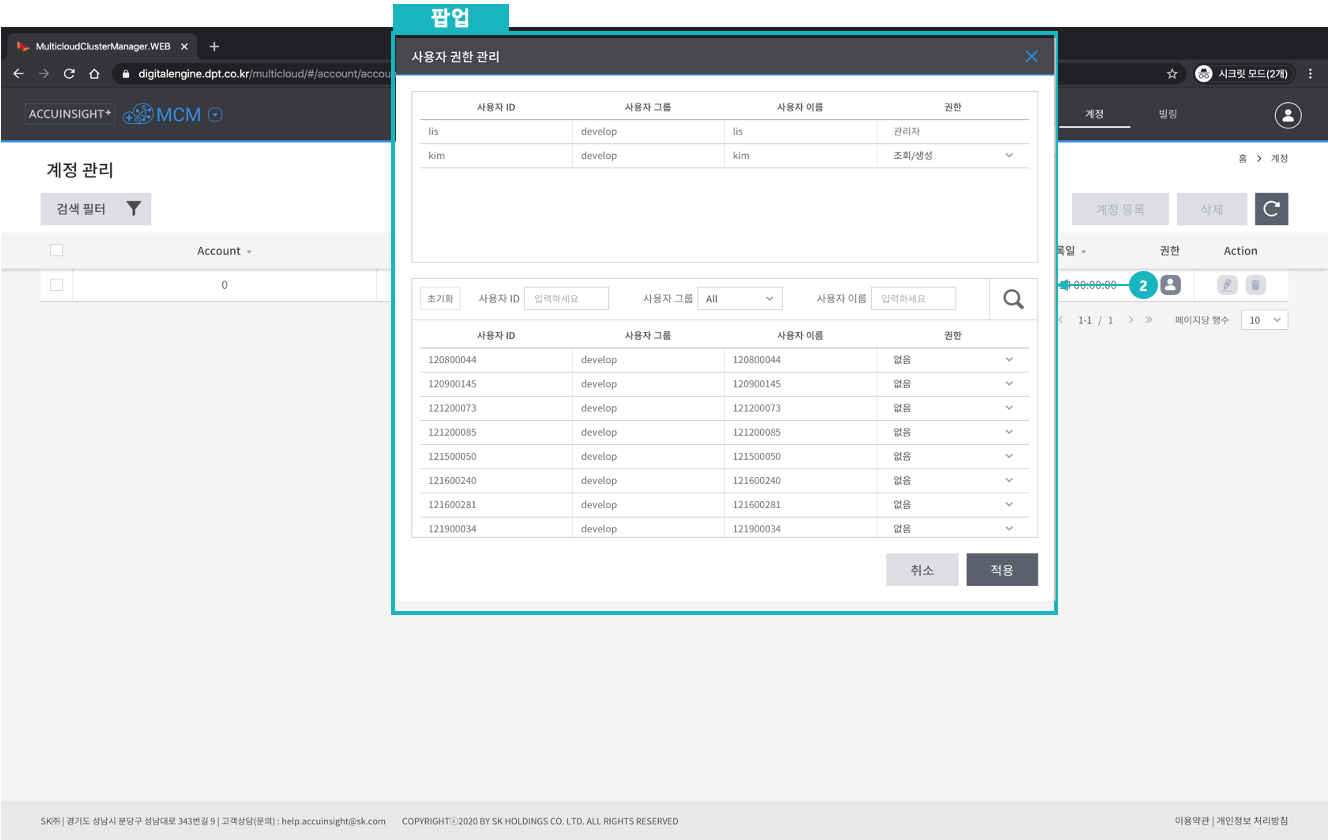 팝업
MulticloudClusterManager.WEB
사용자 권한 관리
digitalengine.dpt.co.kr/multicloud/#/account/accou
시크릿 모드(2개)
ACCUINSIGHT+ MCM
계정 빌링
계정 관리
홈 > 계정
검색 필터
계정 등록 삭제
Account
록일 권한 Action
0
00:00:00 2
1-1 / 1 페이지당 행수 10
사용자 ID 사용자 그룹 사용자 이름 권한
lis develop lis 관리자
kim develop kim 조회/생성
초기화 사용자 ID 입력하세요 사용자 그룹 All 사용자 이름 입력하세요
사용자 ID 사용자 그룹 사용자 이름 권한
120800044 develop 120800044 없음
120900145 develop 120900145 없음
121200073 develop 121200073 없음
121200085 develop 121200085 없음
121500050 develop 121500050 없음
121600240 develop 121600240 없음
121600281 develop 121600281 없음
121900034 develop 121900034 없음
취소 적용
SK㈜ | 경기도 성남시 분당구 성남대로 343번길 9 | 고객상담(문의) : help.accuinsight@sk.com COPYRIGHTⓒ2020 BY SK HOLDINGS CO. LTD. ALL RIGHTS RESERVED
이용약관 | 개인정보 처리방침